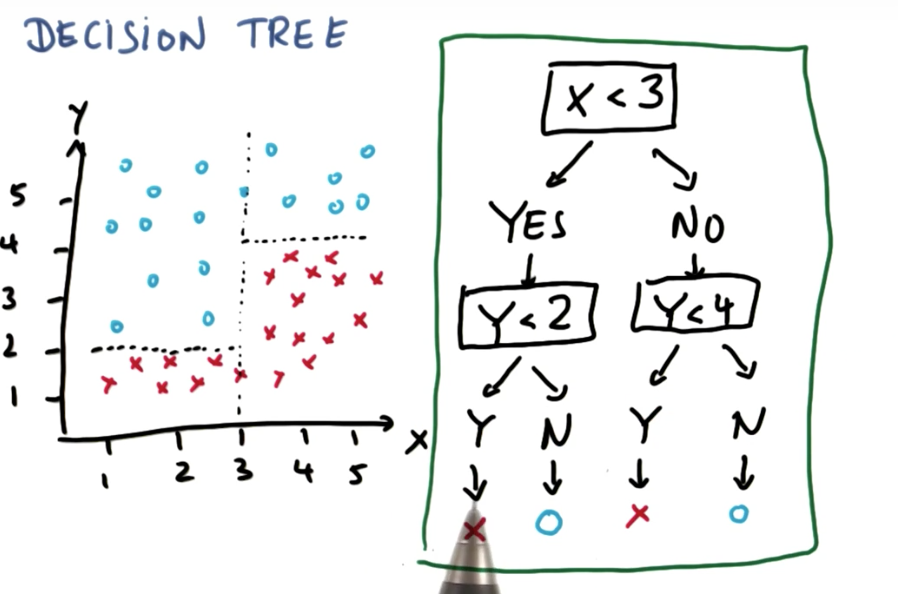 DECISION TREE
Y
5
4
3
2
1
1 2 3 4 5
X
X < 3
YES NO
Y < 2 Y < 4
Y N Y N
X O X O